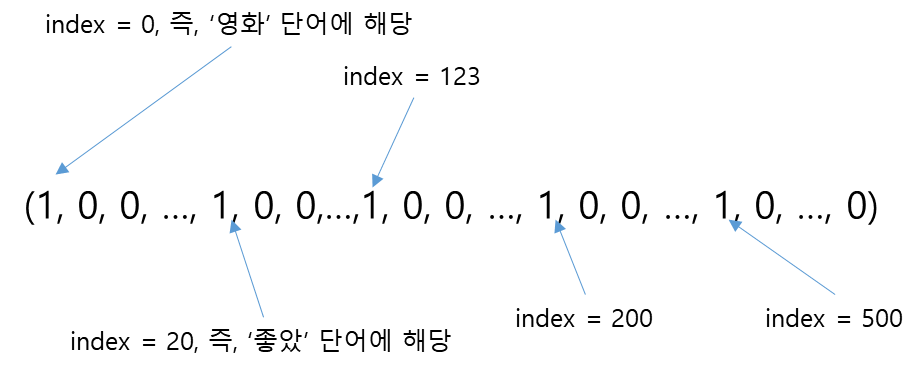 index = 0, 즉, ‘영화’ 단어에 해당
index = 123
(1, 0, 0, …, 1, 0, 0,…,1, 0, 0, …, 1, 0, 0, …, 1, 0, …, 0)
index = 200
index = 500
index = 20, 즉, ‘좋았’ 단어에 해당